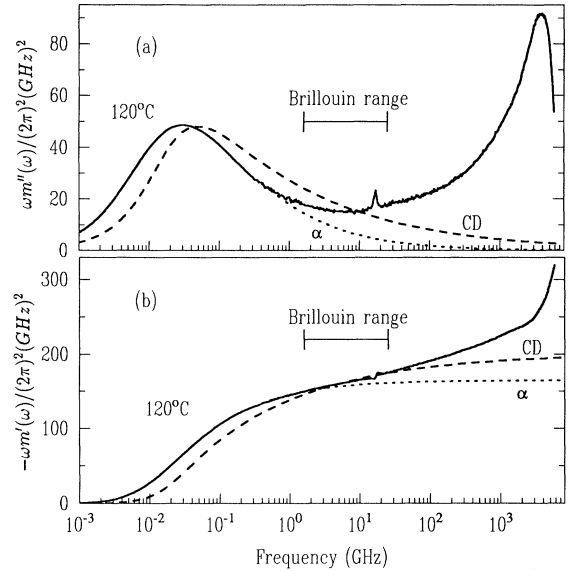 (a)
80
60
40
20
0
ωm″(ω)/(2π)²(GHz)²
120°C
Brillouin range
CD
α
(b)
300
200
100
0
−ωm′(ω)/(2π)²(GHz)²
120°C
Brillouin range
CD
α
10⁻³ 10⁻² 10⁻¹ 10⁰ 10¹ 10² 10³
Frequency (GHz)